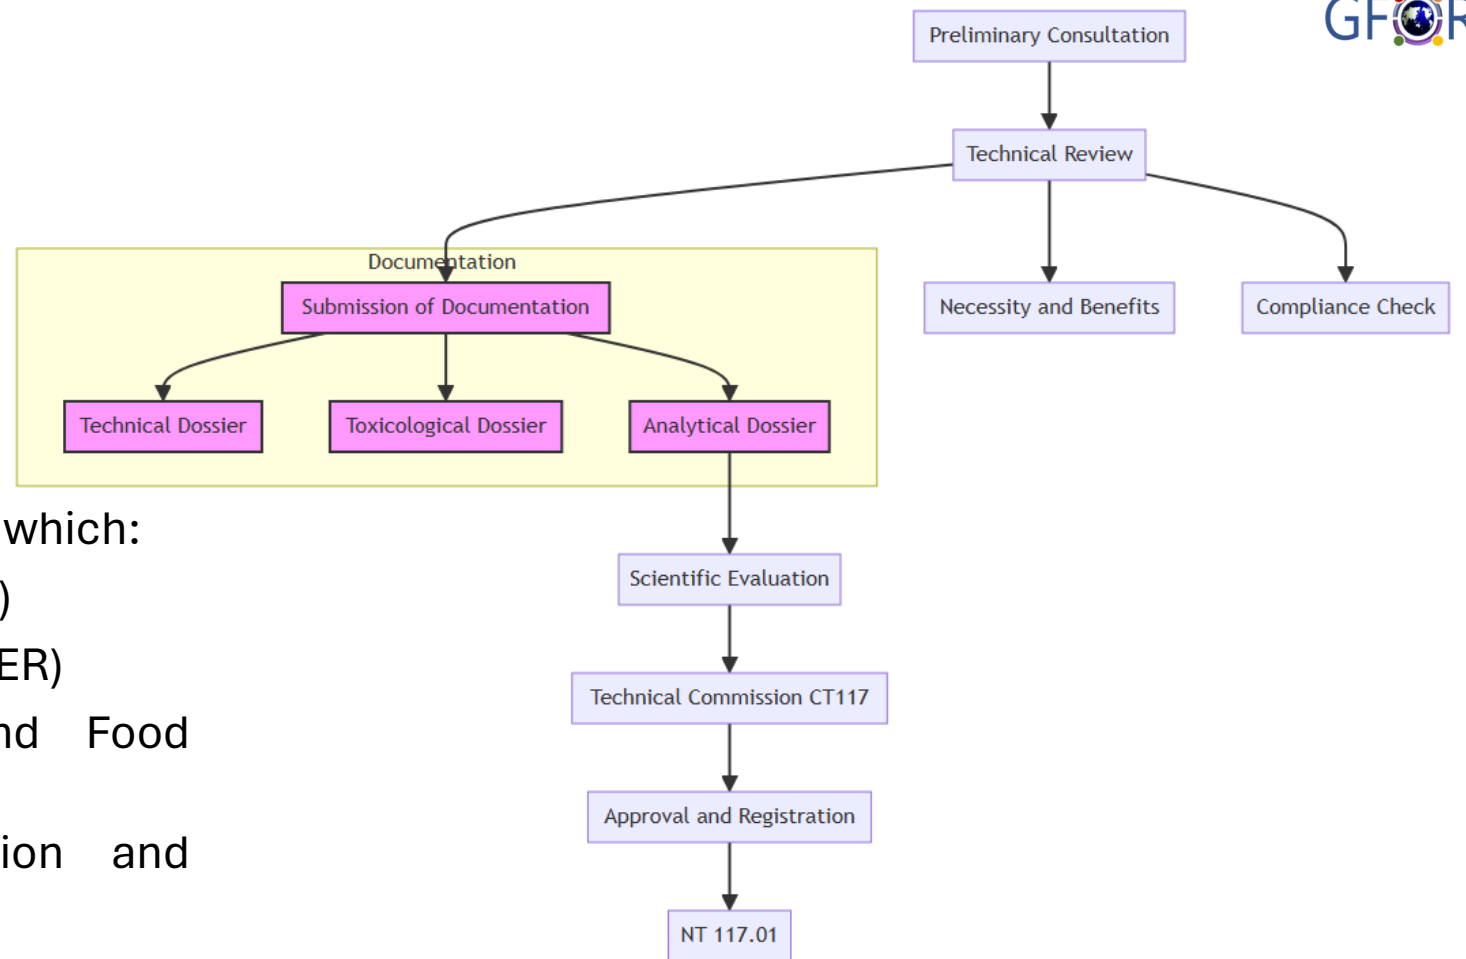 GF R
Preliminary Consultation
Technical Review
Documentation
Submission of Documentation
Necessity and Benefits
Compliance Check
Technical Dossier
Toxicological Dossier
Analytical Dossier
which:
)
Scientific Evaluation
ER)
Technical Commission CT117
nd Food
Approval and Registration
ion and
NT 117.01